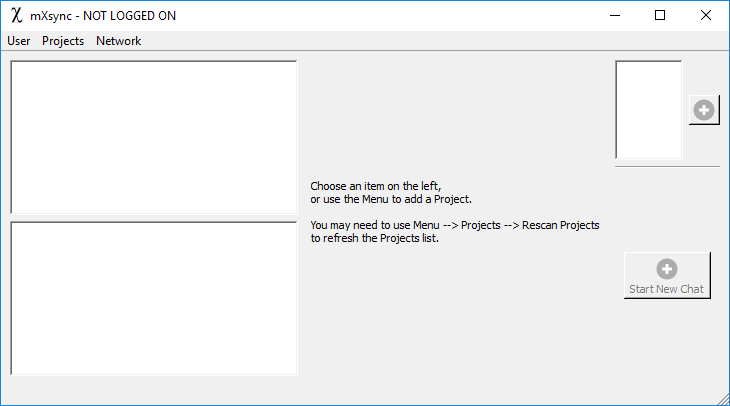 mXsync - NOT LOGGED ON
User Projects Network
Choose an item on the left,
or use the Menu to add a Project.
You may need to use Menu --> Projects --> Rescan Projects
to refresh the Projects list.
Start New Chat